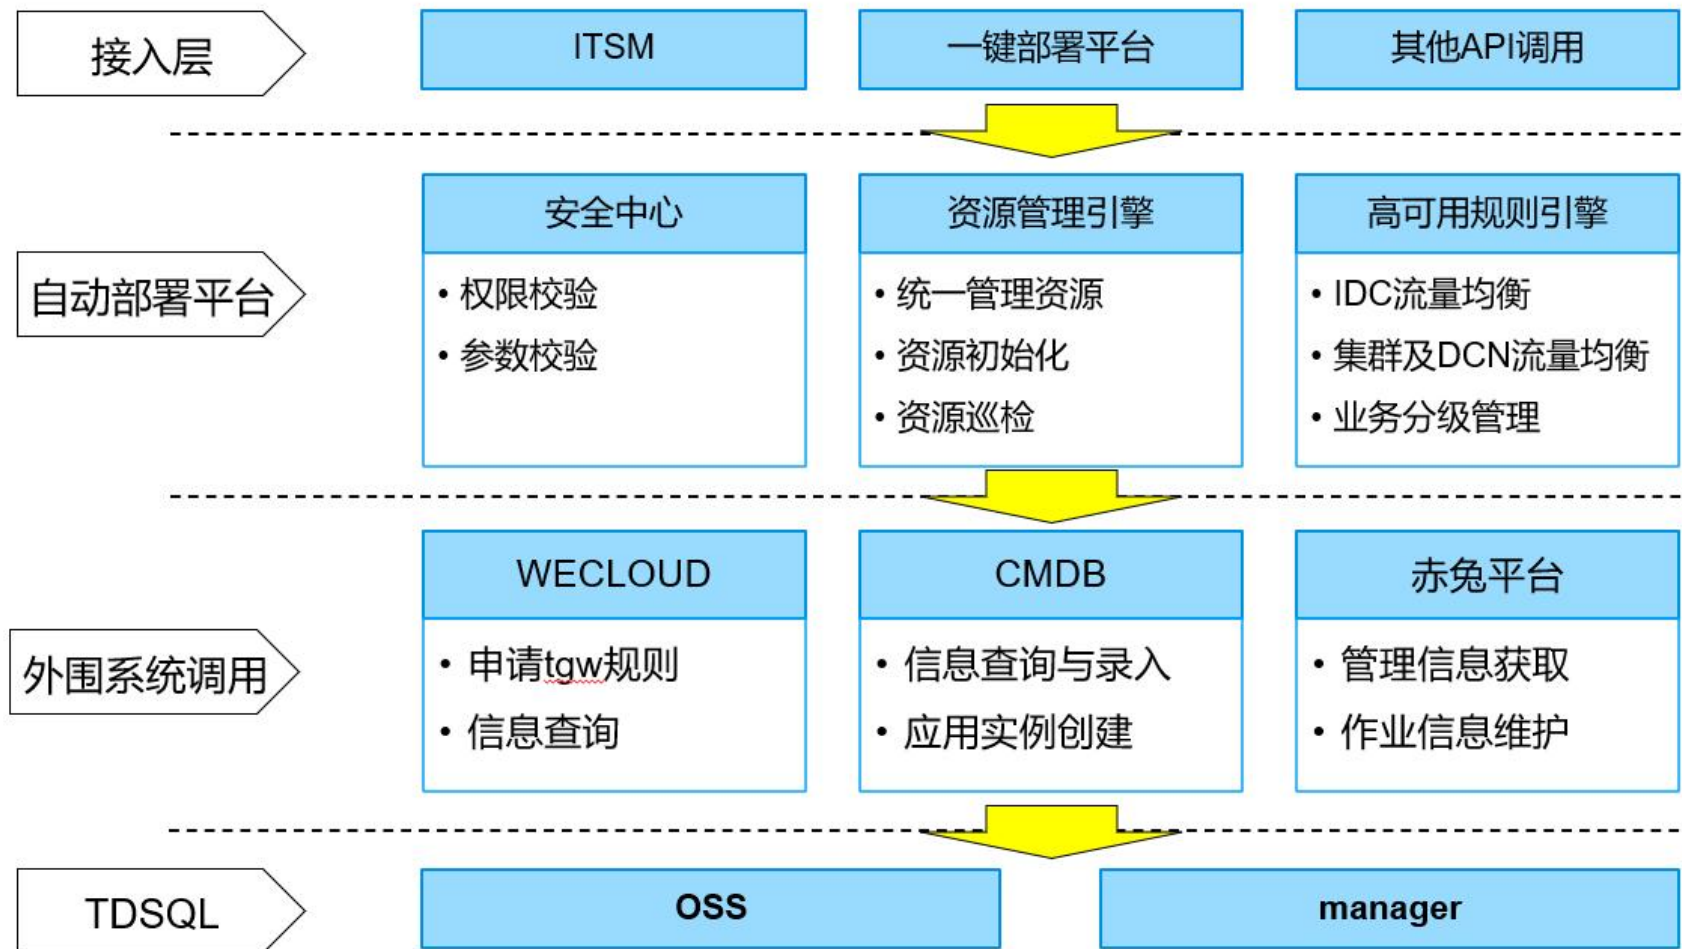 接入层
ITSM
一键部署平台
其他API调用
自动部署平台
安全中心
• 权限校验
• 参数校验
资源管理引擎
• 统一管理资源
• 资源初始化
• 资源巡检
高可用规则引擎
• IDC流量均衡
• 集群及DCN流量均衡
• 业务分级管理
外围系统调用
WECLOUD
• 申请tgw规则
• 信息查询
CMDB
• 信息查询与录入
• 应用实例创建
赤兔平台
• 管理信息获取
• 作业信息维护
TDSQL
OSS
manager